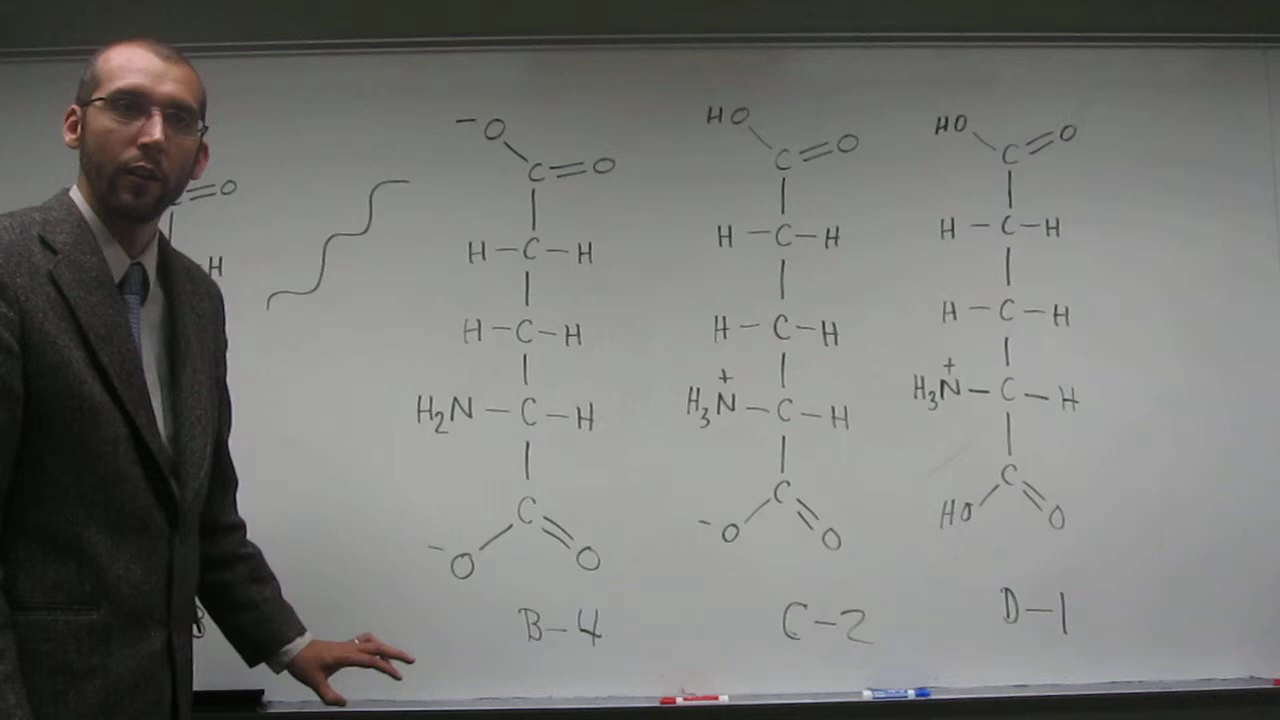 =O
H
⁻O
C=O
H-C-H
H-C-H
H₂N-C-H
C
⁻O
O
B-4
HO
C=O
H-C-H
H-C-H
+
H₃N-C-H
C
⁻O
O
C-2
HO
C=O
H-C-H
H-C-H
+
H₃N-C-H
C
HO
O
D-1